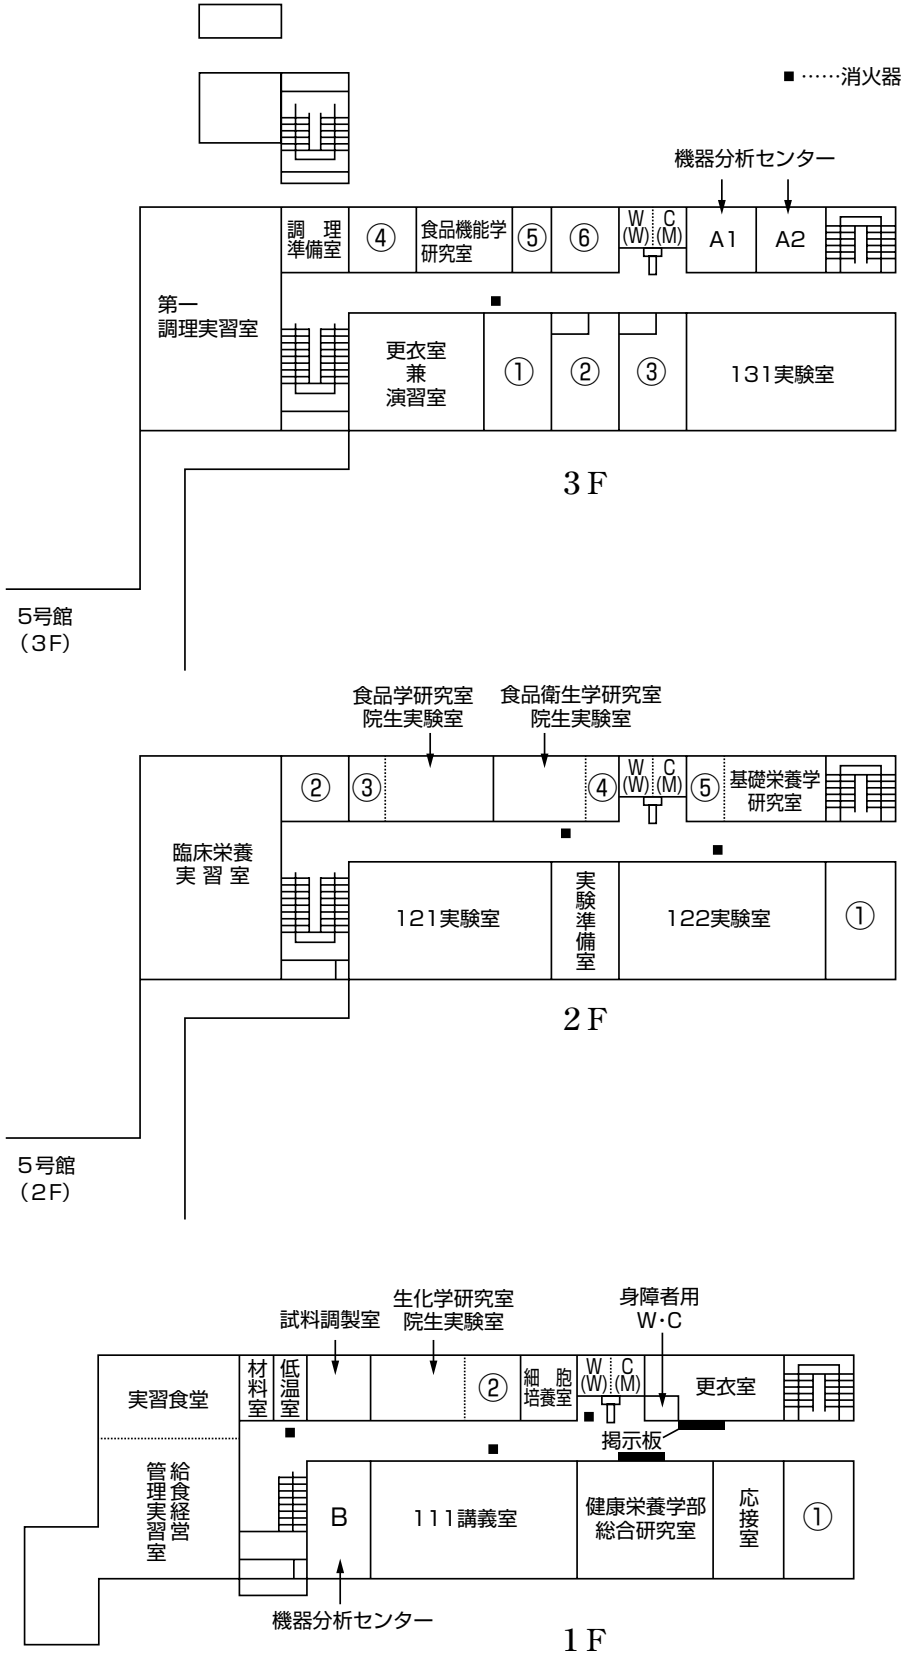 ■ ……消火器
機器分析センター
調　理
準備室
④
食品機能学
研究室
⑤
⑥
W
(W)
C
(M)
A1
A2
第一
調理実習室
更衣室
兼
演習室
①
②
③
131実験室
3F
5号館
(3F)
食品学研究室
院生実験室
食品衛生学研究室
院生実験室
②
③
④
W
(W)
C
(M)
⑤
基礎栄養学
研究室
臨床栄養
実 習 室
121実験室
実験準備室
122実験室
①
2F
5号館
(2F)
試料調製室
生化学研究室
院生実験室
身障者用
W・C
実習食堂
材料室
低温室
②
細　胞
培養室
W
(W)
C
(M)
更衣室
掲示板
給食経営
管理実習室
B
111講義室
健康栄養学部
総合研究室
応接室
①
機器分析センター
1F